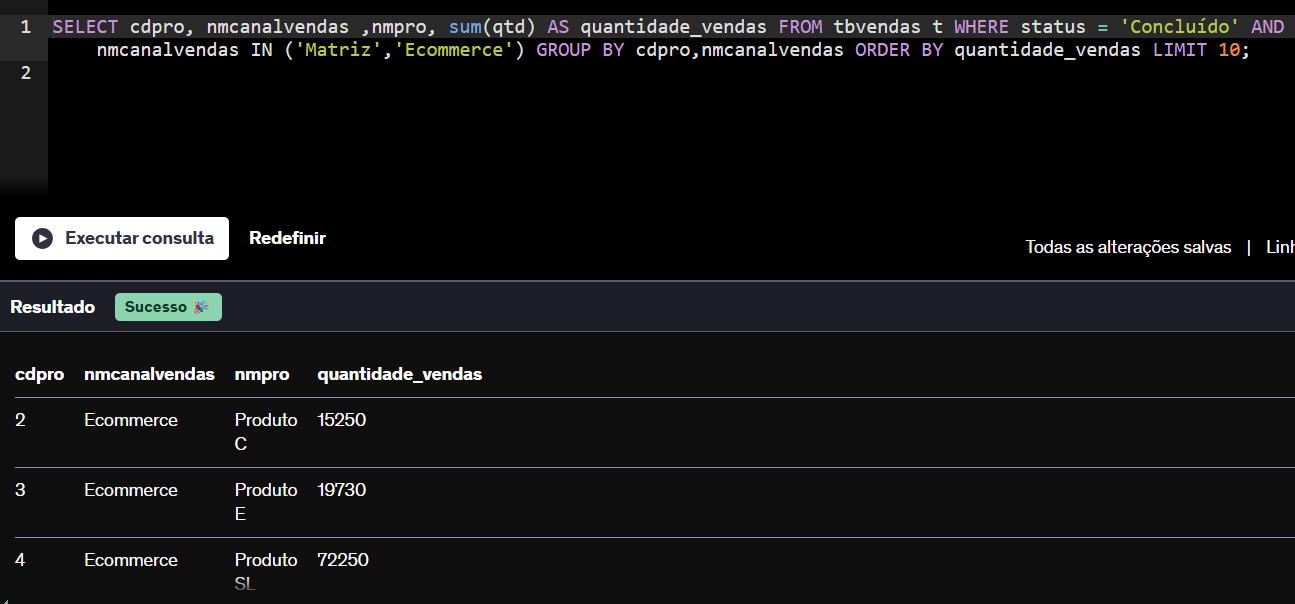 1 SELECT cdpro, nmcanalvendas ,nmpro, sum(qtd) AS quantidade_vendas FROM tbvendas t WHERE status = 'Concluído' AND
nmcanalvendas IN ('Matriz','Ecommerce') GROUP BY cdpro,nmcanalvendas ORDER BY quantidade_vendas LIMIT 10;
2
Executar consulta Redefinir
Todas as alterações salvas |
Resultado Sucesso 🎉
cdpro nmcanalvendas nmpro quantidade_vendas
2 Ecommerce Produto 15250
C
3 Ecommerce Produto 19730
E
4 Ecommerce Produto 72250
SL